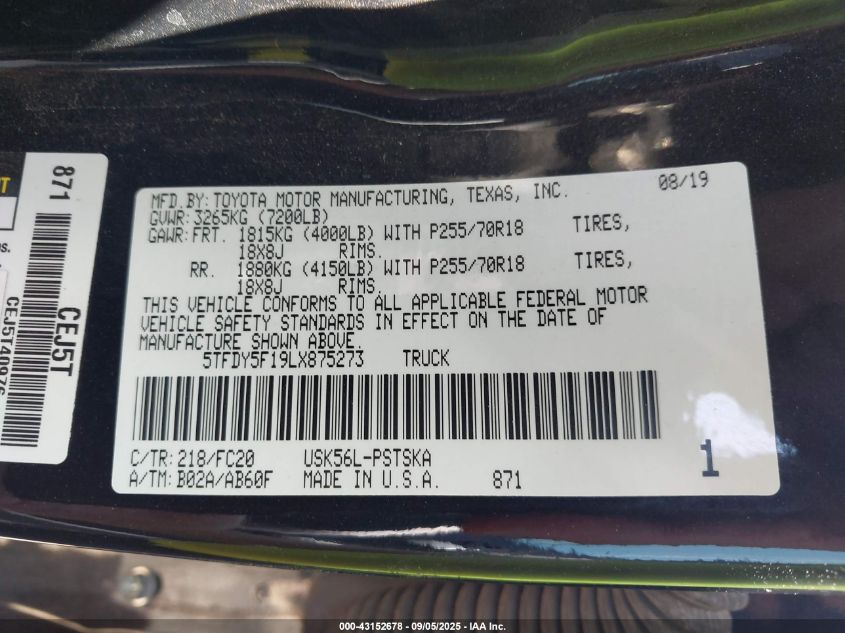 MFD.BY:TOYOTA MOTOR MANUFACTURING, TEXAS, INC. 08/19
GVWR:3265KG (7200LB)
GAWR:FRT. 1815KG (4000LB) WITH P255/70R18 TIRES,
18X8J RIMS.
RR. 1880KG (4150LB) WITH P255/70R18 TIRES,
18X8J RIMS.
THIS VEHICLE CONFORMS TO ALL APPLICABLE FEDERAL MOTOR
VEHICLE SAFETY STANDARDS IN EFFECT ON THE DATE OF
MANUFACTURE SHOWN ABOVE.
5TFDY5F19LX875273 TRUCK
C/TR:218/FC20 USK56L-PSTSKA
A/TM:B02A/AB60F MADE IN U.S.A. 871
1
871
CEJ5T
000-43152678 - 09/05/2025 - IAA Inc.